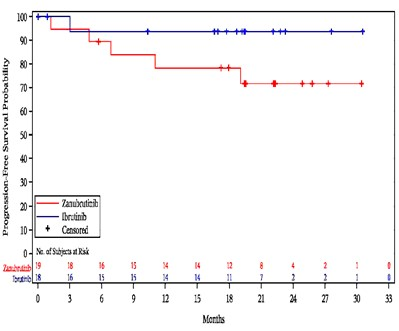 Progression-Free Survival Probability
100
90
80
70
60
50
40
30
20
10
0
Zanubrutinib
Ibrutinib
Censored
No. of Subjects at Risk
Zanubrutinib 19 18 16 15 14 14 12 8 4 2 1 0
Ibrutinib 18 16 15 15 14 14 11 7 2 2 1 0
0 3 6 9 12 15 18 21 24 27 30 33
Months